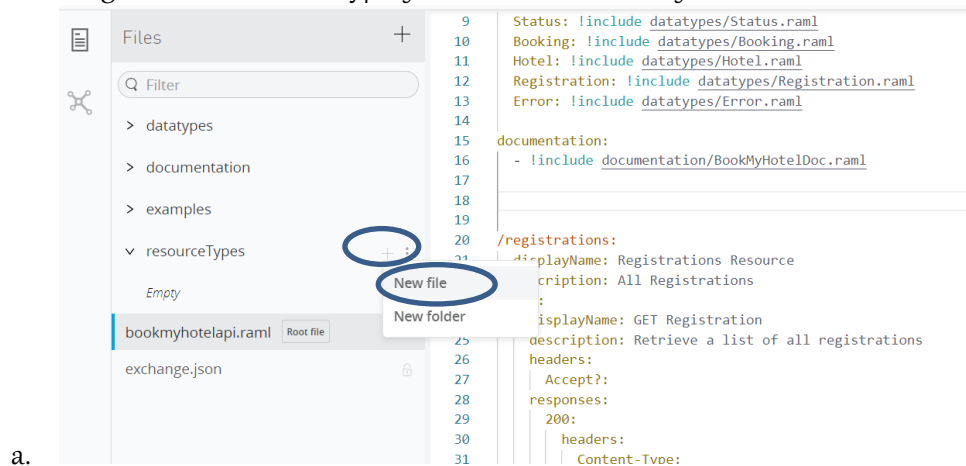 Files
Filter
datatypes
documentation
examples
resourceTypes
Empty
bookmyhotelapi.raml Root file
exchange.json
New file
New folder
9 Status: !include datatypes/Status.raml
10 Booking: !include datatypes/Booking.raml
11 Hotel: !include datatypes/Hotel.raml
12 Registration: !include datatypes/Registration.raml
13 Error: !include datatypes/Error.raml
14
15 documentation:
16 - !include documentation/BookMyHotelDoc.raml
17
18
19
20 /registrations:
21 displayName: Registrations Resource
cription: All Registrations
:
isplayName: GET Registration
25 description: Retrieve a list of all registrations
26 headers:
27 Accept?:
28 responses:
29 200:
30 headers:
31 Content-Type:
a.